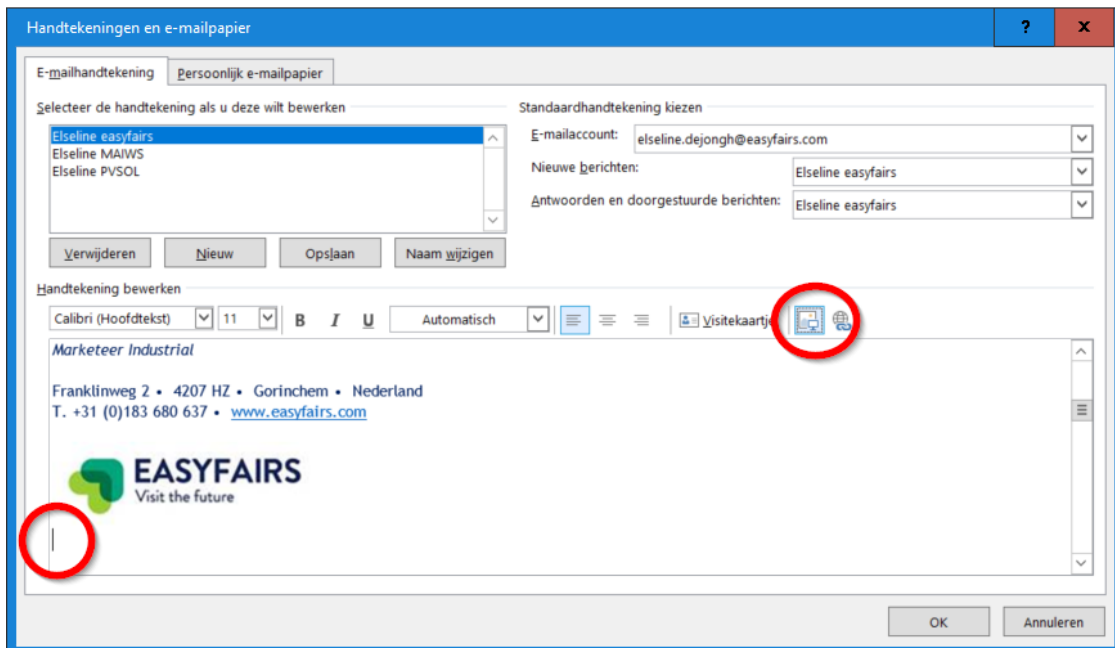 Handtekeningen en e-mailpapier ? x
E-mailhandtekening Persoonlijk e-mailpapier
Selecteer de handtekening als u deze wilt bewerken
Elseline easyfairs
Elseline MAIWS
Elseline PVSOL
Verwijderen Nieuw Opslaan Naam wijzigen
Standaardhandtekening kiezen
E-mailaccount: elseline.dejongh@easyfairs.com
Nieuwe berichten: Elseline easyfairs
Antwoorden en doorgestuurde berichten: Elseline easyfairs
Handtekening bewerken
Calibri (Hoofdtekst) 11 B I U Automatisch Visitekaartje
Marketeer Industrial
Franklinweg 2 • 4207 HZ • Gorinchem • Nederland
T. +31 (0)183 680 637 • www.easyfairs.com
EASYFAIRS
Visit the future
OK Annuleren